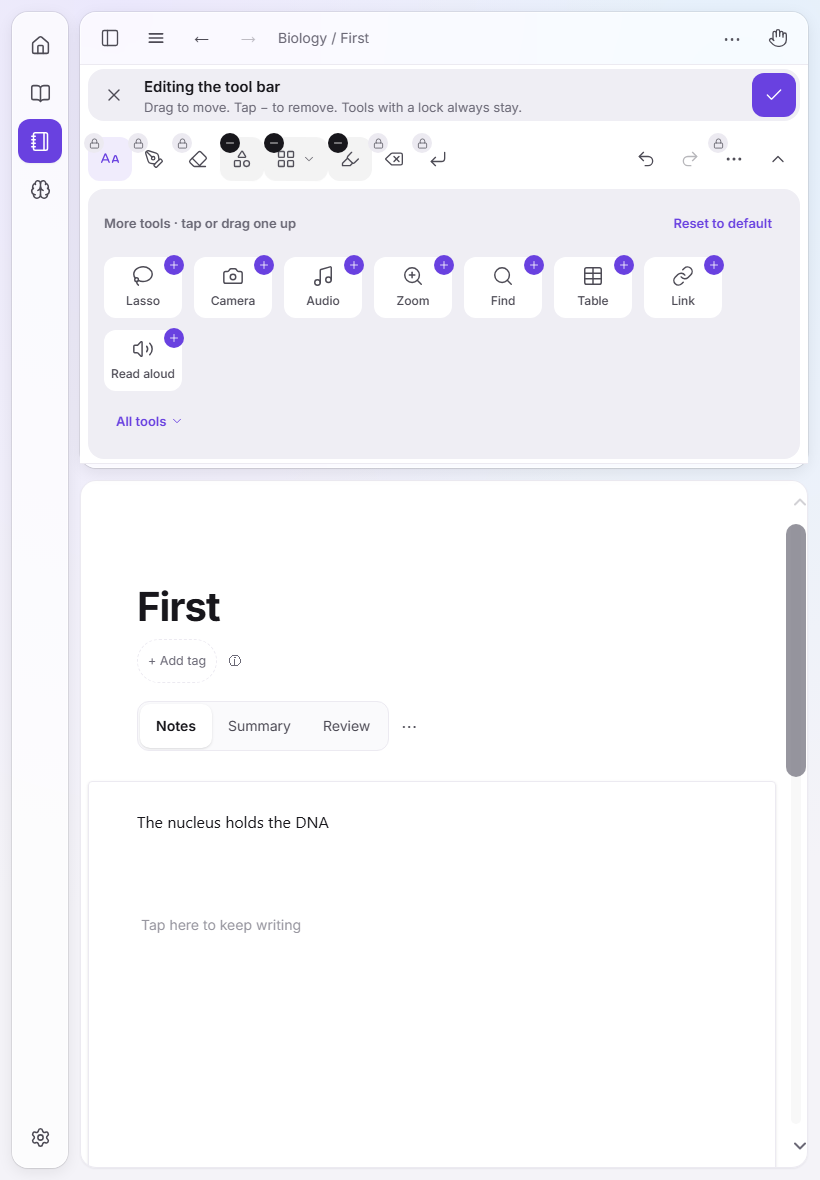 Biology / First
Editing the tool bar
Drag to move. Tap – to remove. Tools with a lock always stay.
AA
More tools · tap or drag one up
Reset to default
Lasso
Camera
Audio
Zoom
Find
Table
Link
Read aloud
All tools
First
+ Add tag
Notes
Summary
Review
The nucleus holds the DNA
Tap here to keep writing